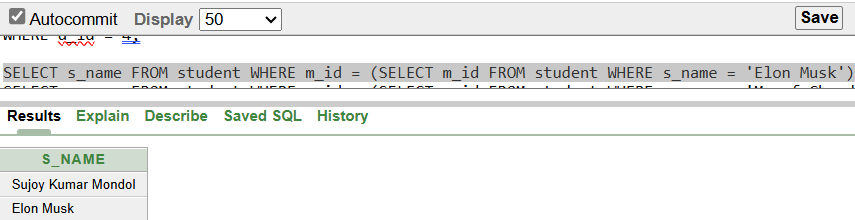 Autocommit Display 50 Save
WHERE d_id = 4;
SELECT s_name FROM student WHERE m_id = (SELECT m_id FROM student WHERE s_name = 'Elon Musk')
Results Explain Describe Saved SQL History
S_NAME
Sujoy Kumar Mondol
Elon Musk